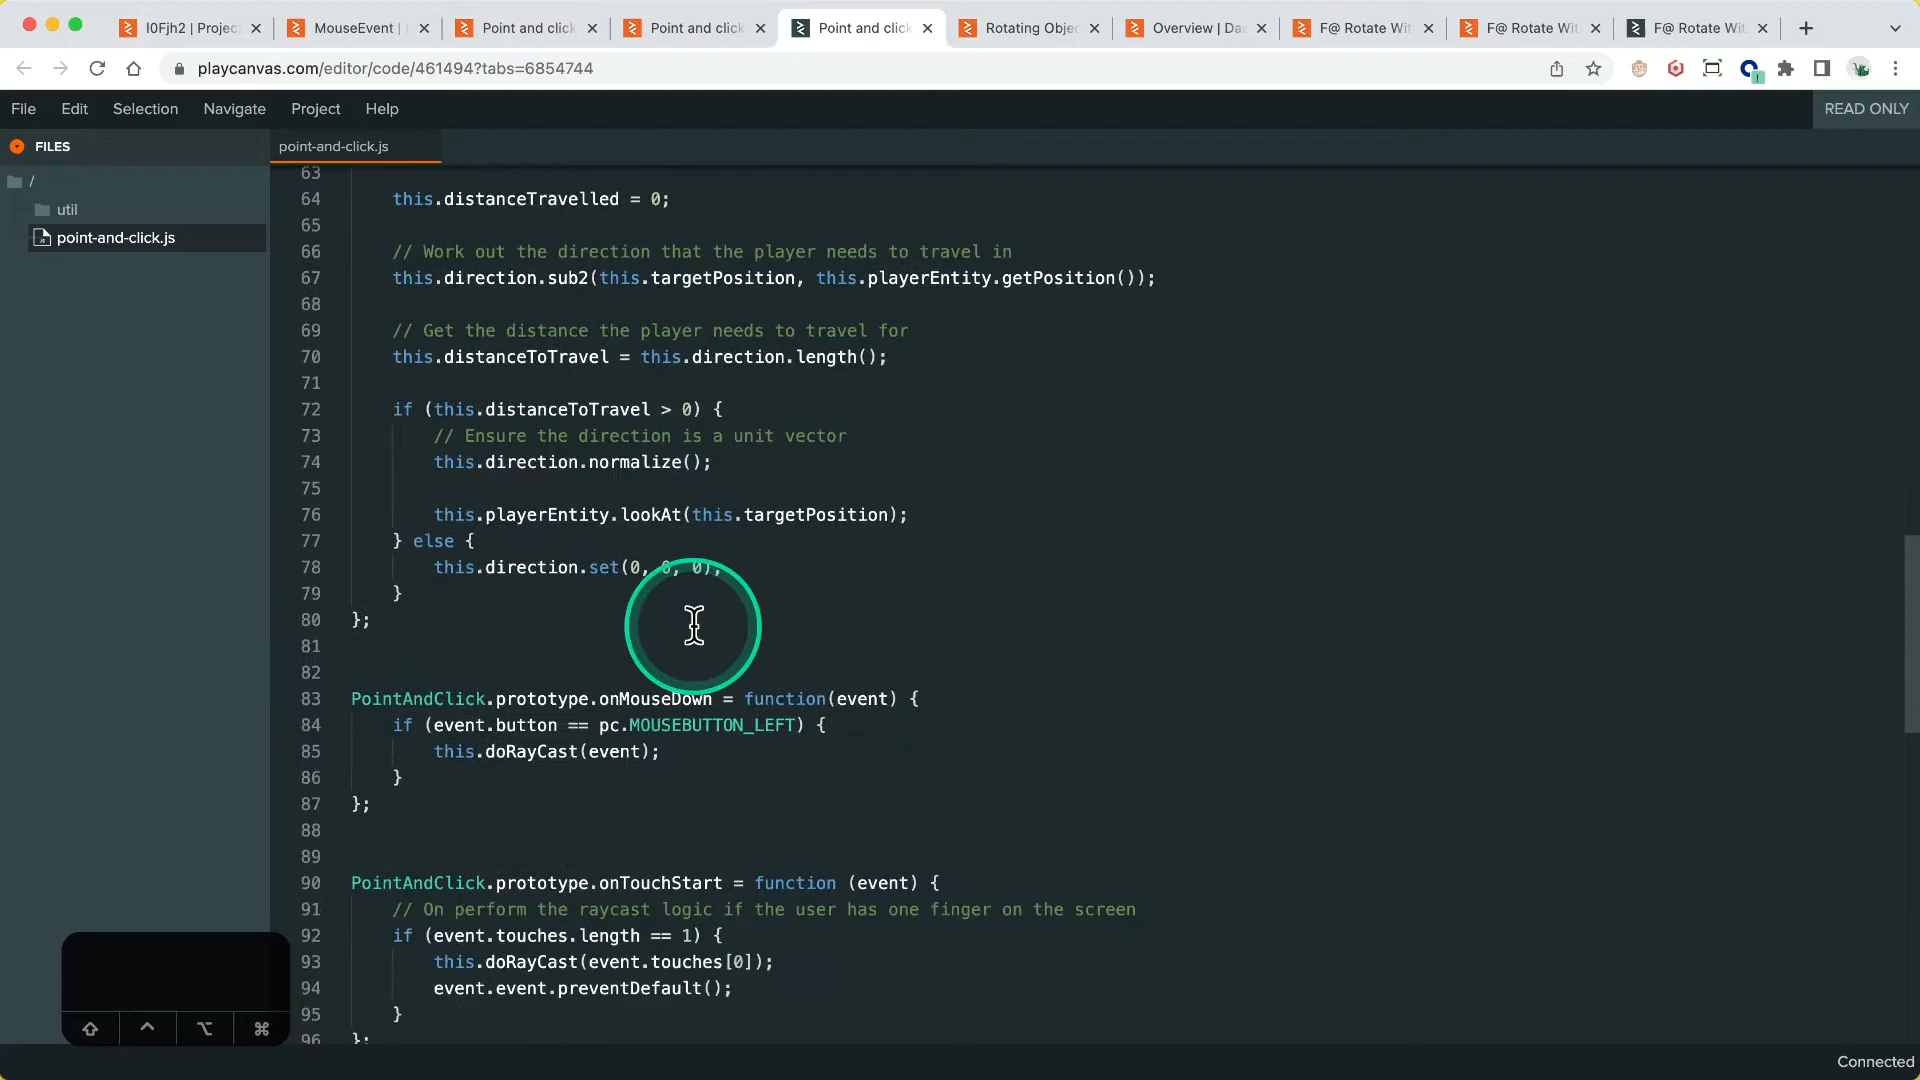 I0Fjh2 | Projec
MouseEvent |
Point and click
Point and click
Point and click
Rotating Objec
Overview | Das
F@ Rotate Wit
F@ Rotate Wit
F@ Rotate Wit
playcanvas.com/editor/code/461494?tabs=6854744
File Edit Selection Navigate Project Help
READ ONLY
FILES
point-and-click.js
/
util
point-and-click.js
63
64 this.distanceTravelled = 0;
65
66 // Work out the direction that the player needs to travel in
67 this.direction.sub2(this.targetPosition, this.playerEntity.getPosition());
68
69 // Get the distance the player needs to travel for
70 this.distanceToTravel = this.direction.length();
71
72 if (this.distanceToTravel > 0) {
73 // Ensure the direction is a unit vector
74 this.direction.normalize();
75
76 this.playerEntity.lookAt(this.targetPosition);
77 } else {
78 this.direction.set(0, 0, 0);
79 }
80 };
81
82
83 PointAndClick.prototype.onMouseDown = function(event) {
84 if (event.button == pc.MOUSEBUTTON_LEFT) {
85 this.doRayCast(event);
86 }
87 };
88
89
90 PointAndClick.prototype.onTouchStart = function (event) {
91 // On perform the raycast logic if the user has one finger on the screen
92 if (event.touches.length == 1) {
93 this.doRayCast(event.touches[0]);
94 event.event.preventDefault();
95 }
96 };
Connected